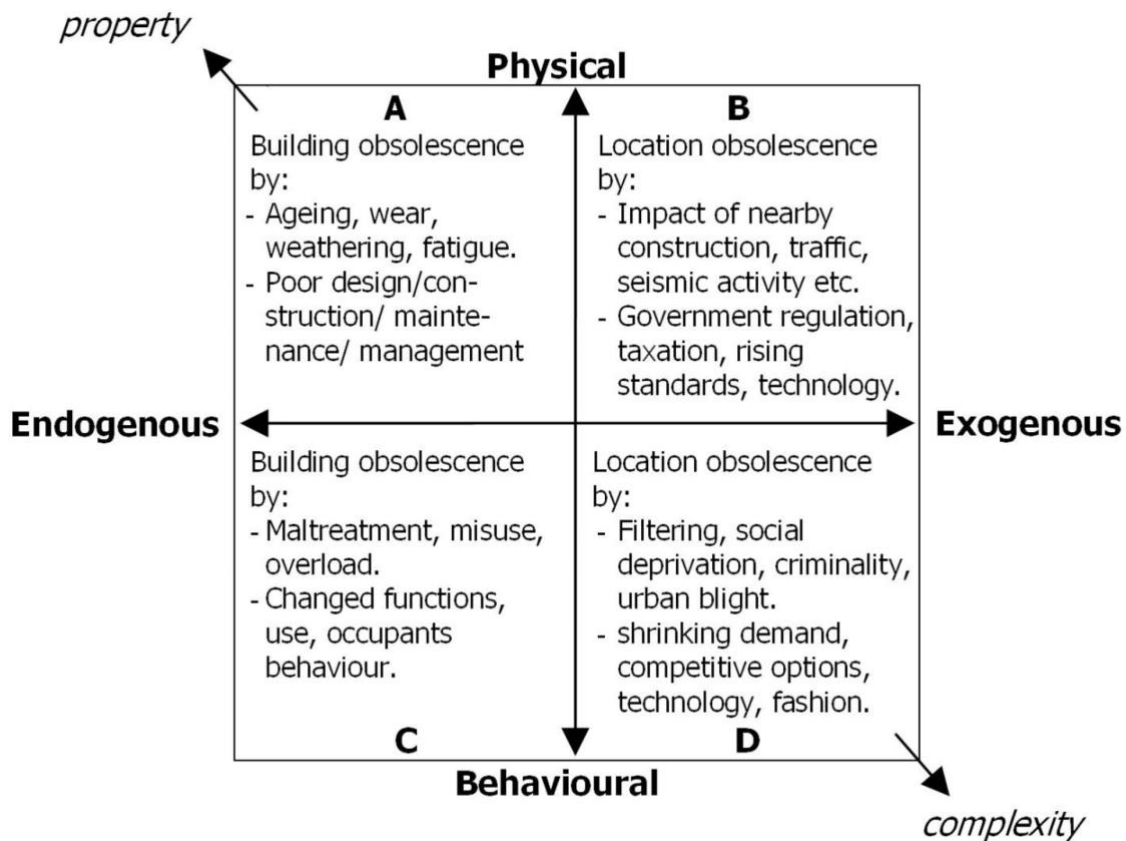 property
Physical
A
Building obsolescence
by:
- Ageing, wear,
weathering, fatigue.
- Poor design/con-
struction/ mainte-
nance/ management
B
Location obsolescence
by:
- Impact of nearby
construction, traffic,
seismic activity etc.
- Government regulation,
taxation, rising
standards, technology.
Endogenous
Exogenous
Building obsolescence
by:
- Maltreatment, misuse,
overload.
- Changed functions,
use, occupants
behaviour.
C
Location obsolescence
by:
- Filtering, social
deprivation, criminality,
urban blight.
- shrinking demand,
competitive options,
technology, fashion.
D
Behavioural
complexity